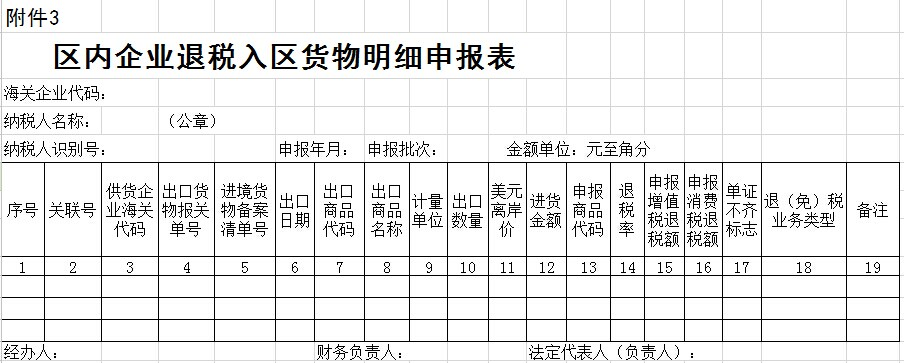 附件3
区内企业退税入区货物明细申报表
海关企业代码：
纳税人名称： （公章）
纳税人识别号： 申报年月： 申报批次： 金额单位：元至角分
序号 关联号 供货企业海关代码 出口货物报关单号 进境货物备案清单号 出口日期 出口商品代码 出口商品名称 计量单位 出口数量 美元离岸价 进货金额 申报商品代码 退税率 申报增值税退税额 申报消费税退税额 单证不齐标志 退（免）税业务类型 备注
1 2 3 4 5 6 7 8 9 10 11 12 13 14 15 16 17 18 19
经办人： 财务负责人： 法定代表人（负责人）：